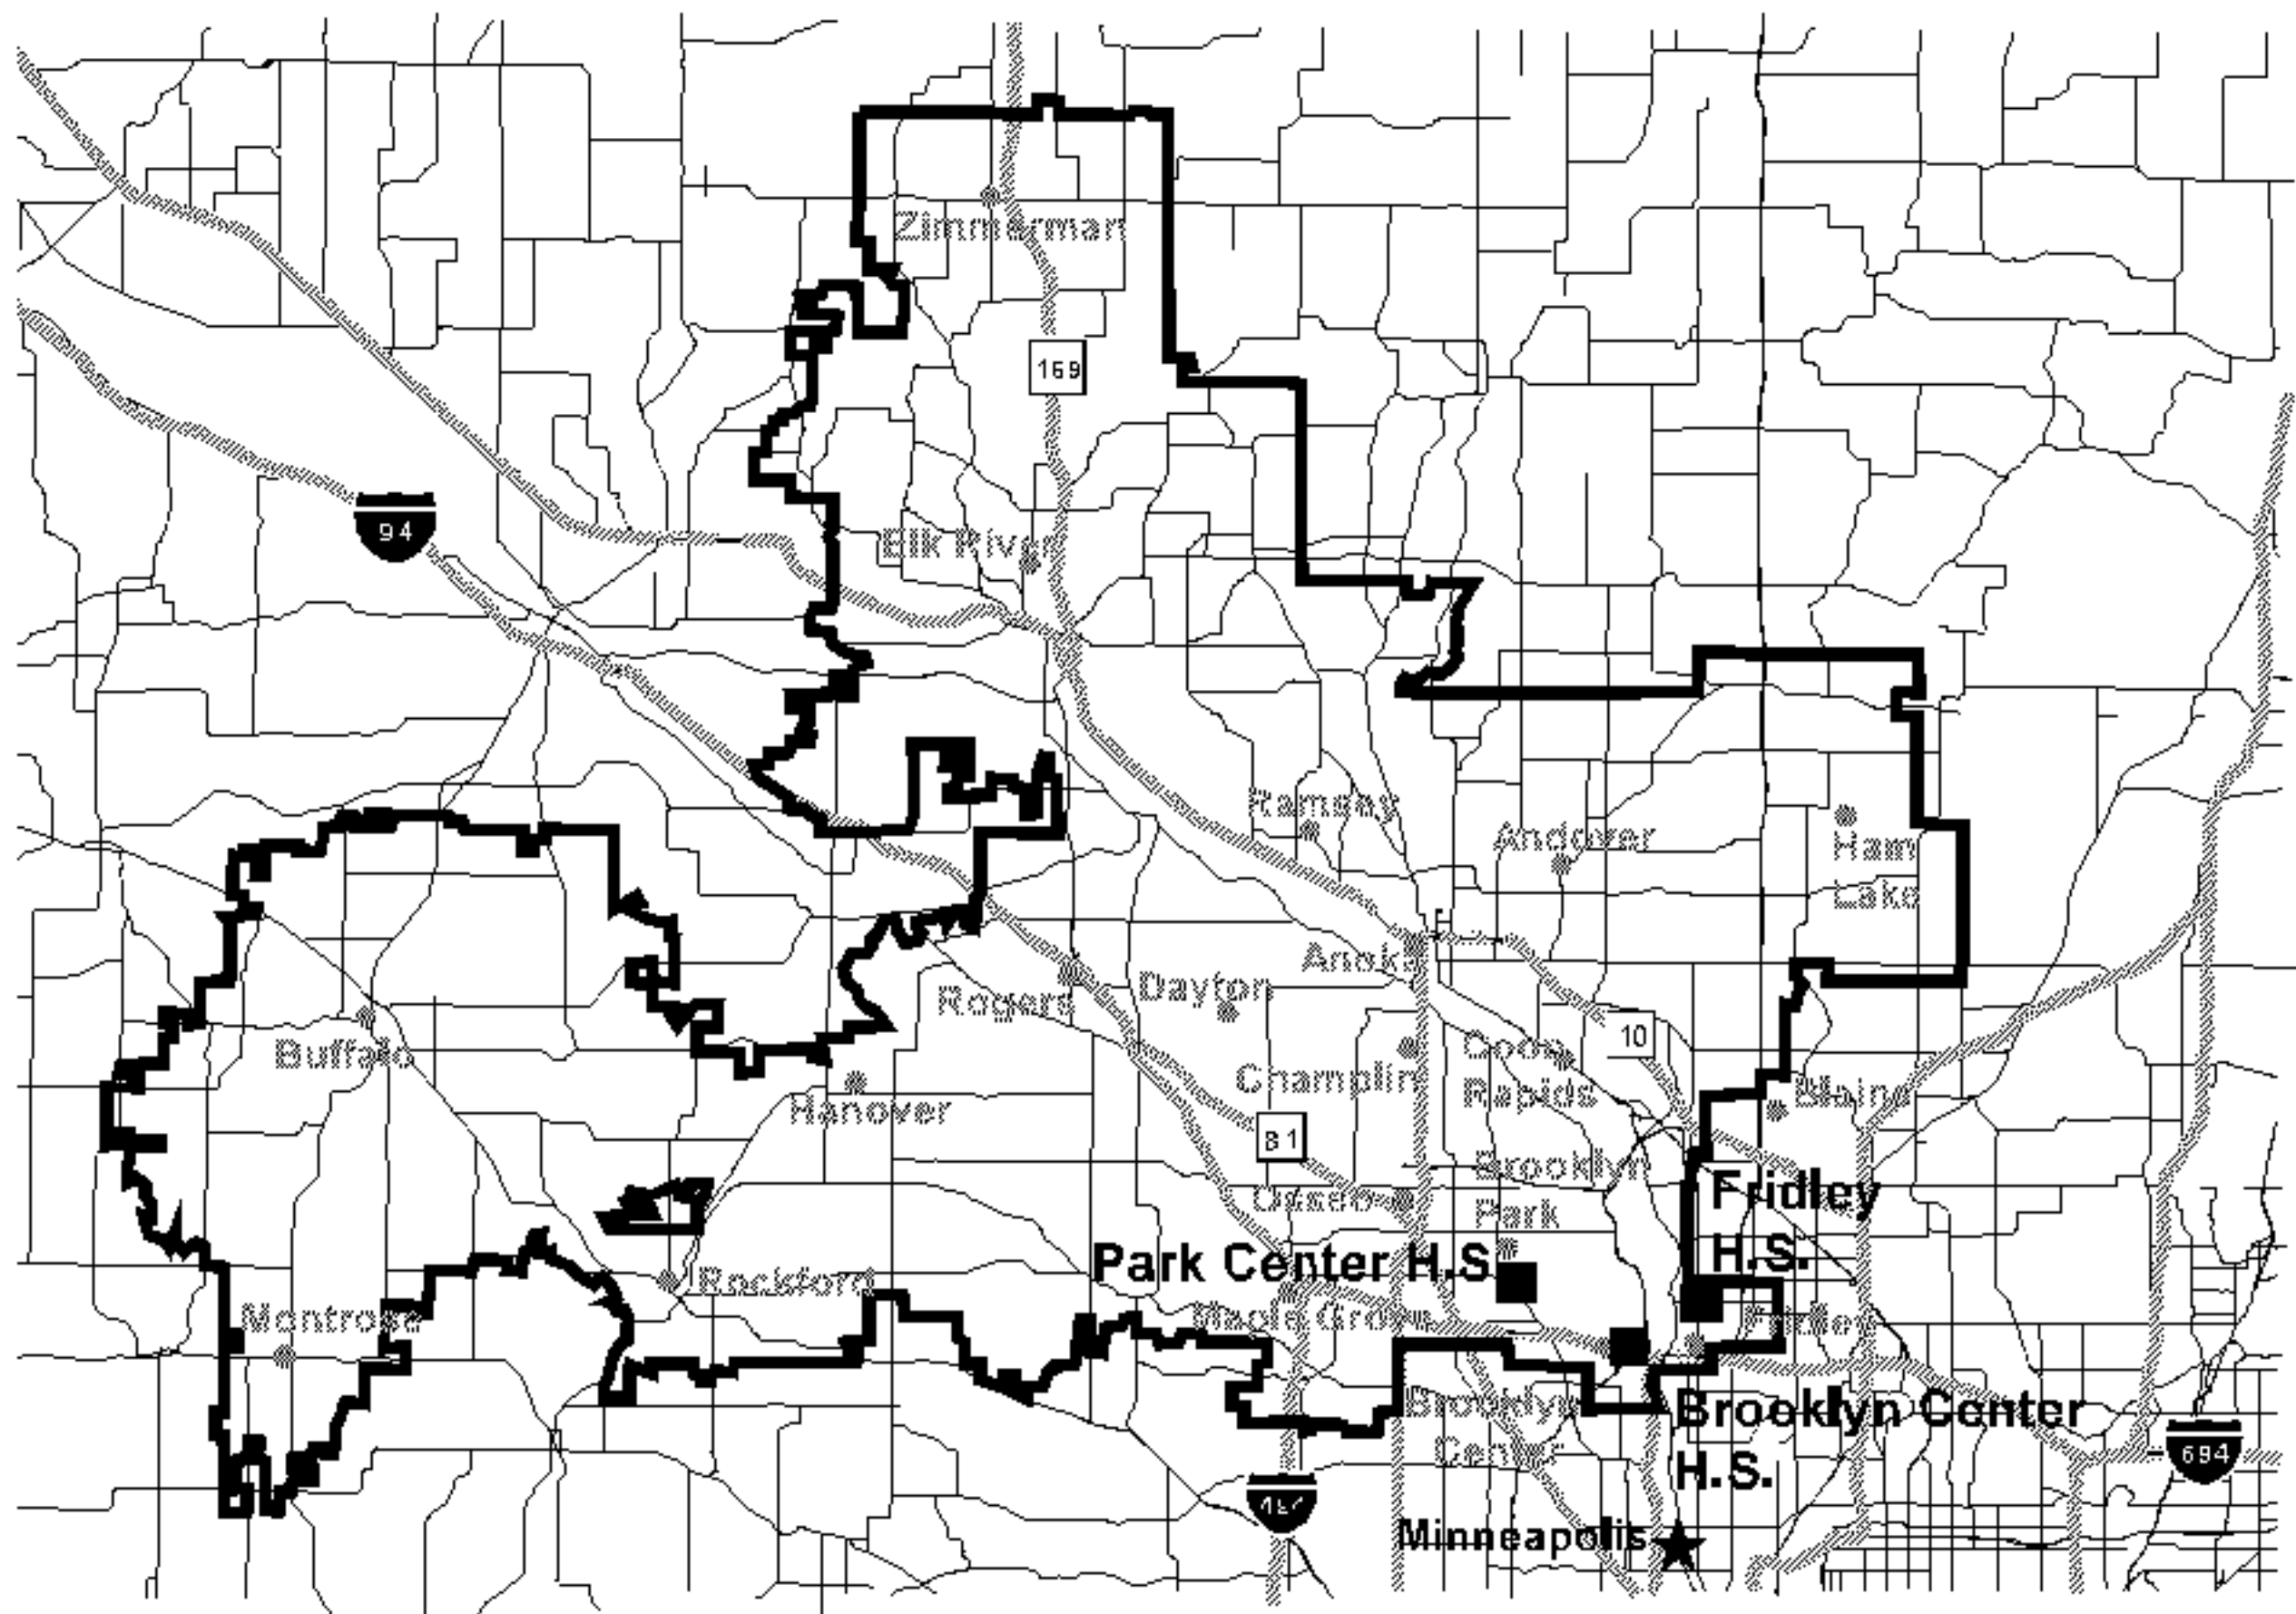 Zimmerman
169
94
Elk River
Ramsey
Andover
Ham
Lake
Anoka
Dayton
Rogers
10
Buffalo
Coon
Rapids
Champlin
Blaine
Hanover
81
Brooklyn
Park
Osseo
Fridley
H.S.
Park Center H.S
Rockford
Maple Grove
Montrose
Fridley
Brooklyn
Center
Brooklyn Center
H.S.
694
494
Minneapolis